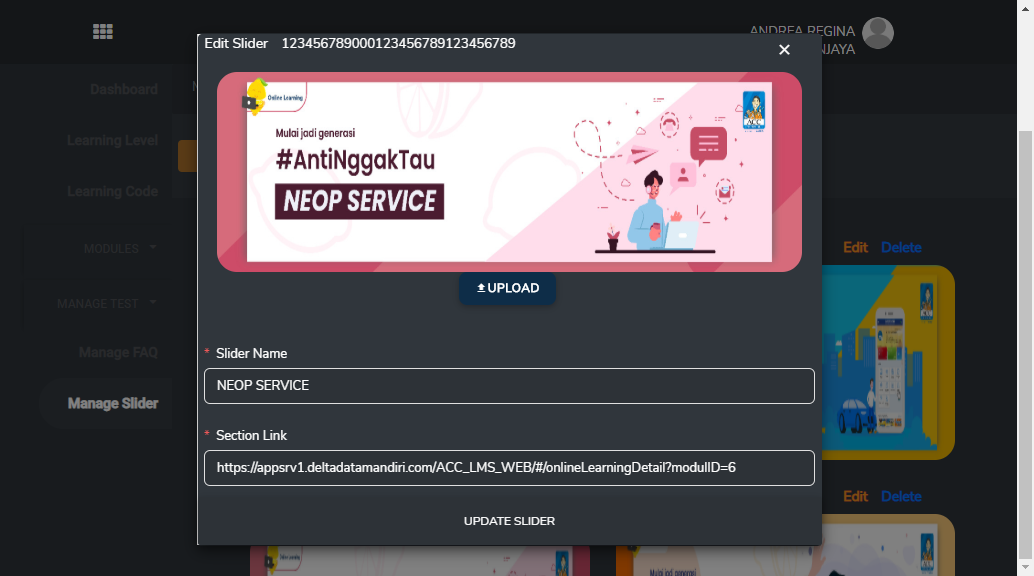 ANDREA REGINA
NJAYA
Edit Slider 123456789000123456789123456789
×
Dashboard
Learning Level
Learning Code
MODULES
MANAGE TEST
Manage FAQ
Manage Slider
Online Learning
Mulai jadi generasi
#AntiNggakTau
NEOP SERVICE
ACC
UPLOAD
* Slider Name
NEOP SERVICE
* Section Link
https://appsrv1.deltadatamandiri.com/ACC_LMS_WEB/#/onlineLearningDetail?modulID=6
UPDATE SLIDER
Edit Delete
Edit Delete
Mulai jadi generasi